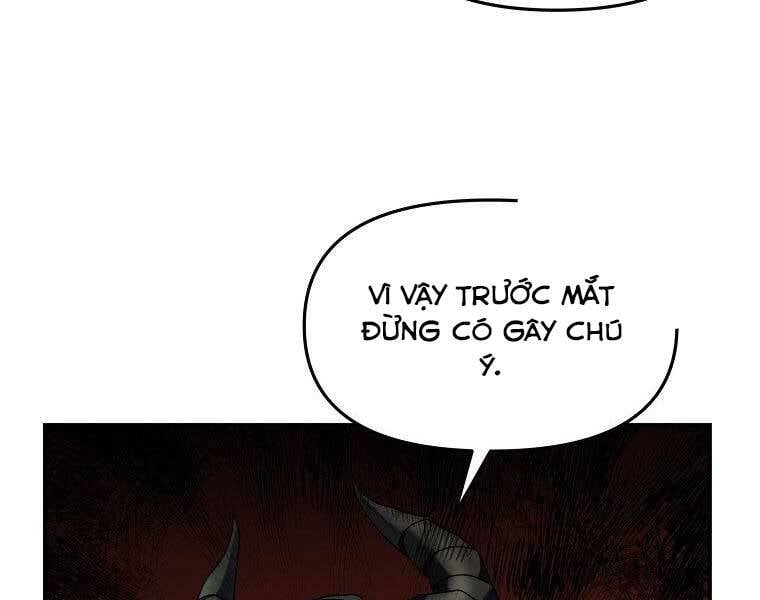 VÌ VẬY TRƯỚC MẮT
ĐỪNG CÓ GÂY CHÚ
Ý.